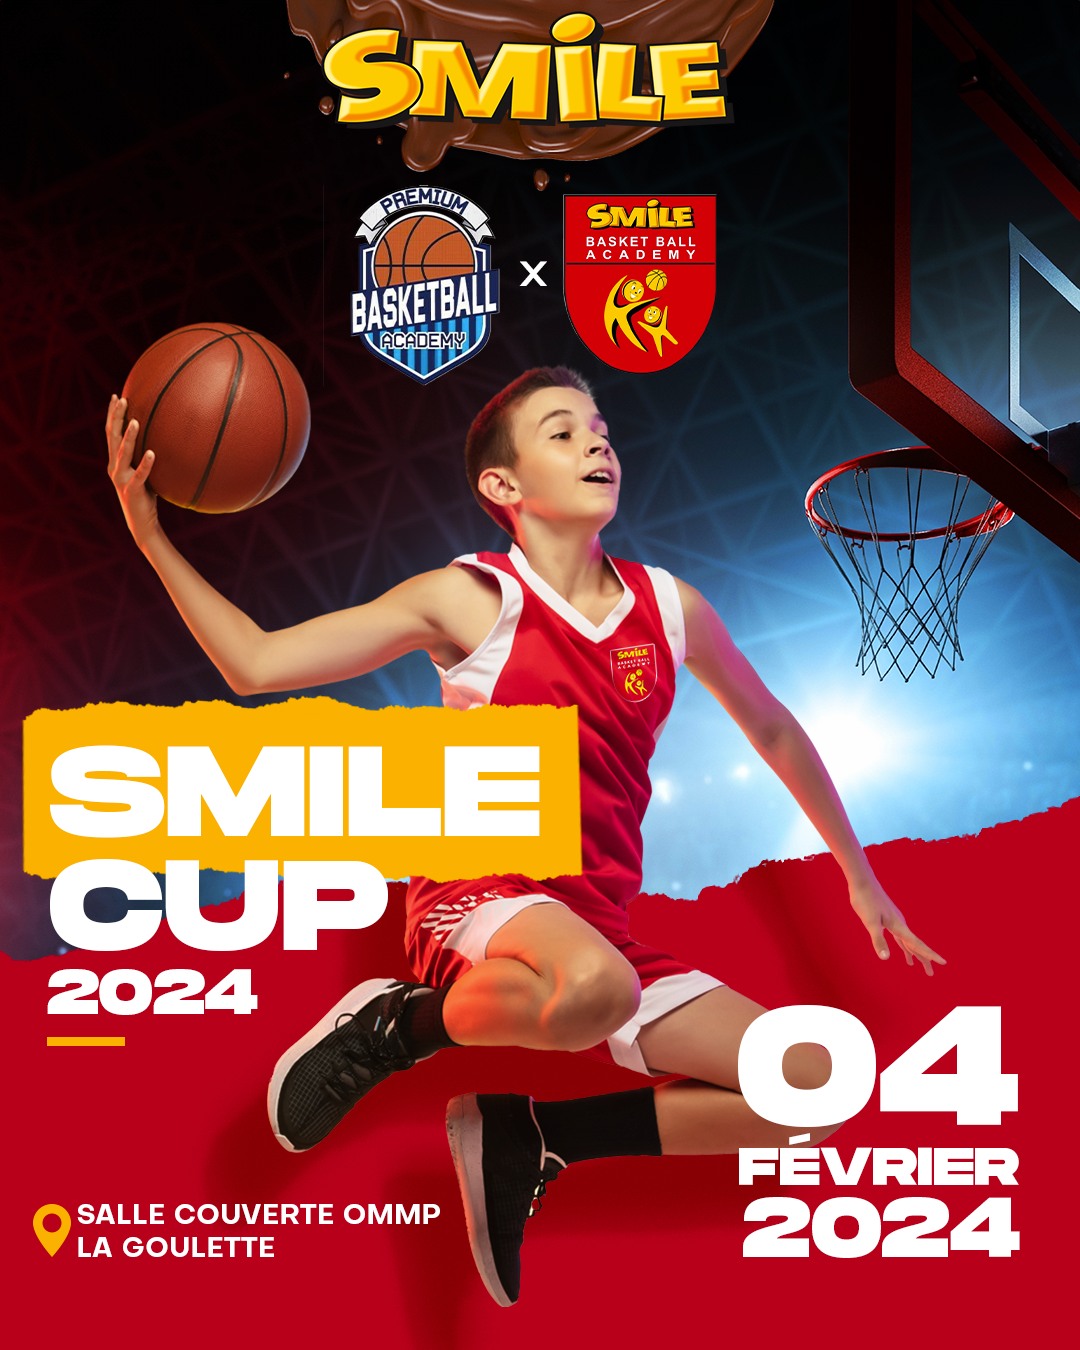 SMiLE
PREMIUM
BASKETBALL
ACADEMY
X
SMiLE
BASKET BALL
ACADEMY
SMiLE
BASKET BALL
ACADEMY
SMILE
CUP
2024
04
FÉVRIER
2024
SALLE COUVERTE OMMP
LA GOULETTE